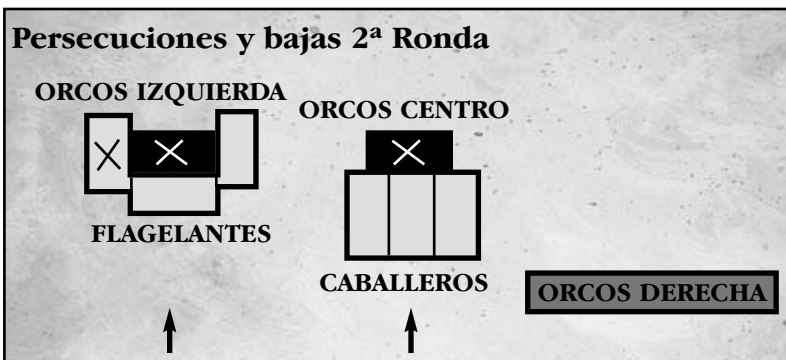 Persecuciones y bajas 2ª Ronda
ORCOS IZQUIERDA
ORCOS CENTRO
FLAGELANTES
CABALLEROS
ORCOS DERECHA